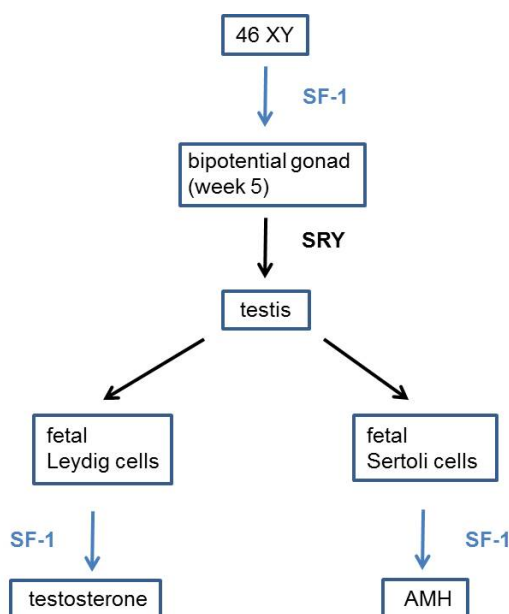 46 XY
SF-1
bipotential gonad
(week 5)
SRY
testis
fetal
Leydig cells
fetal
Sertoli cells
SF-1
SF-1
testosterone
AMH